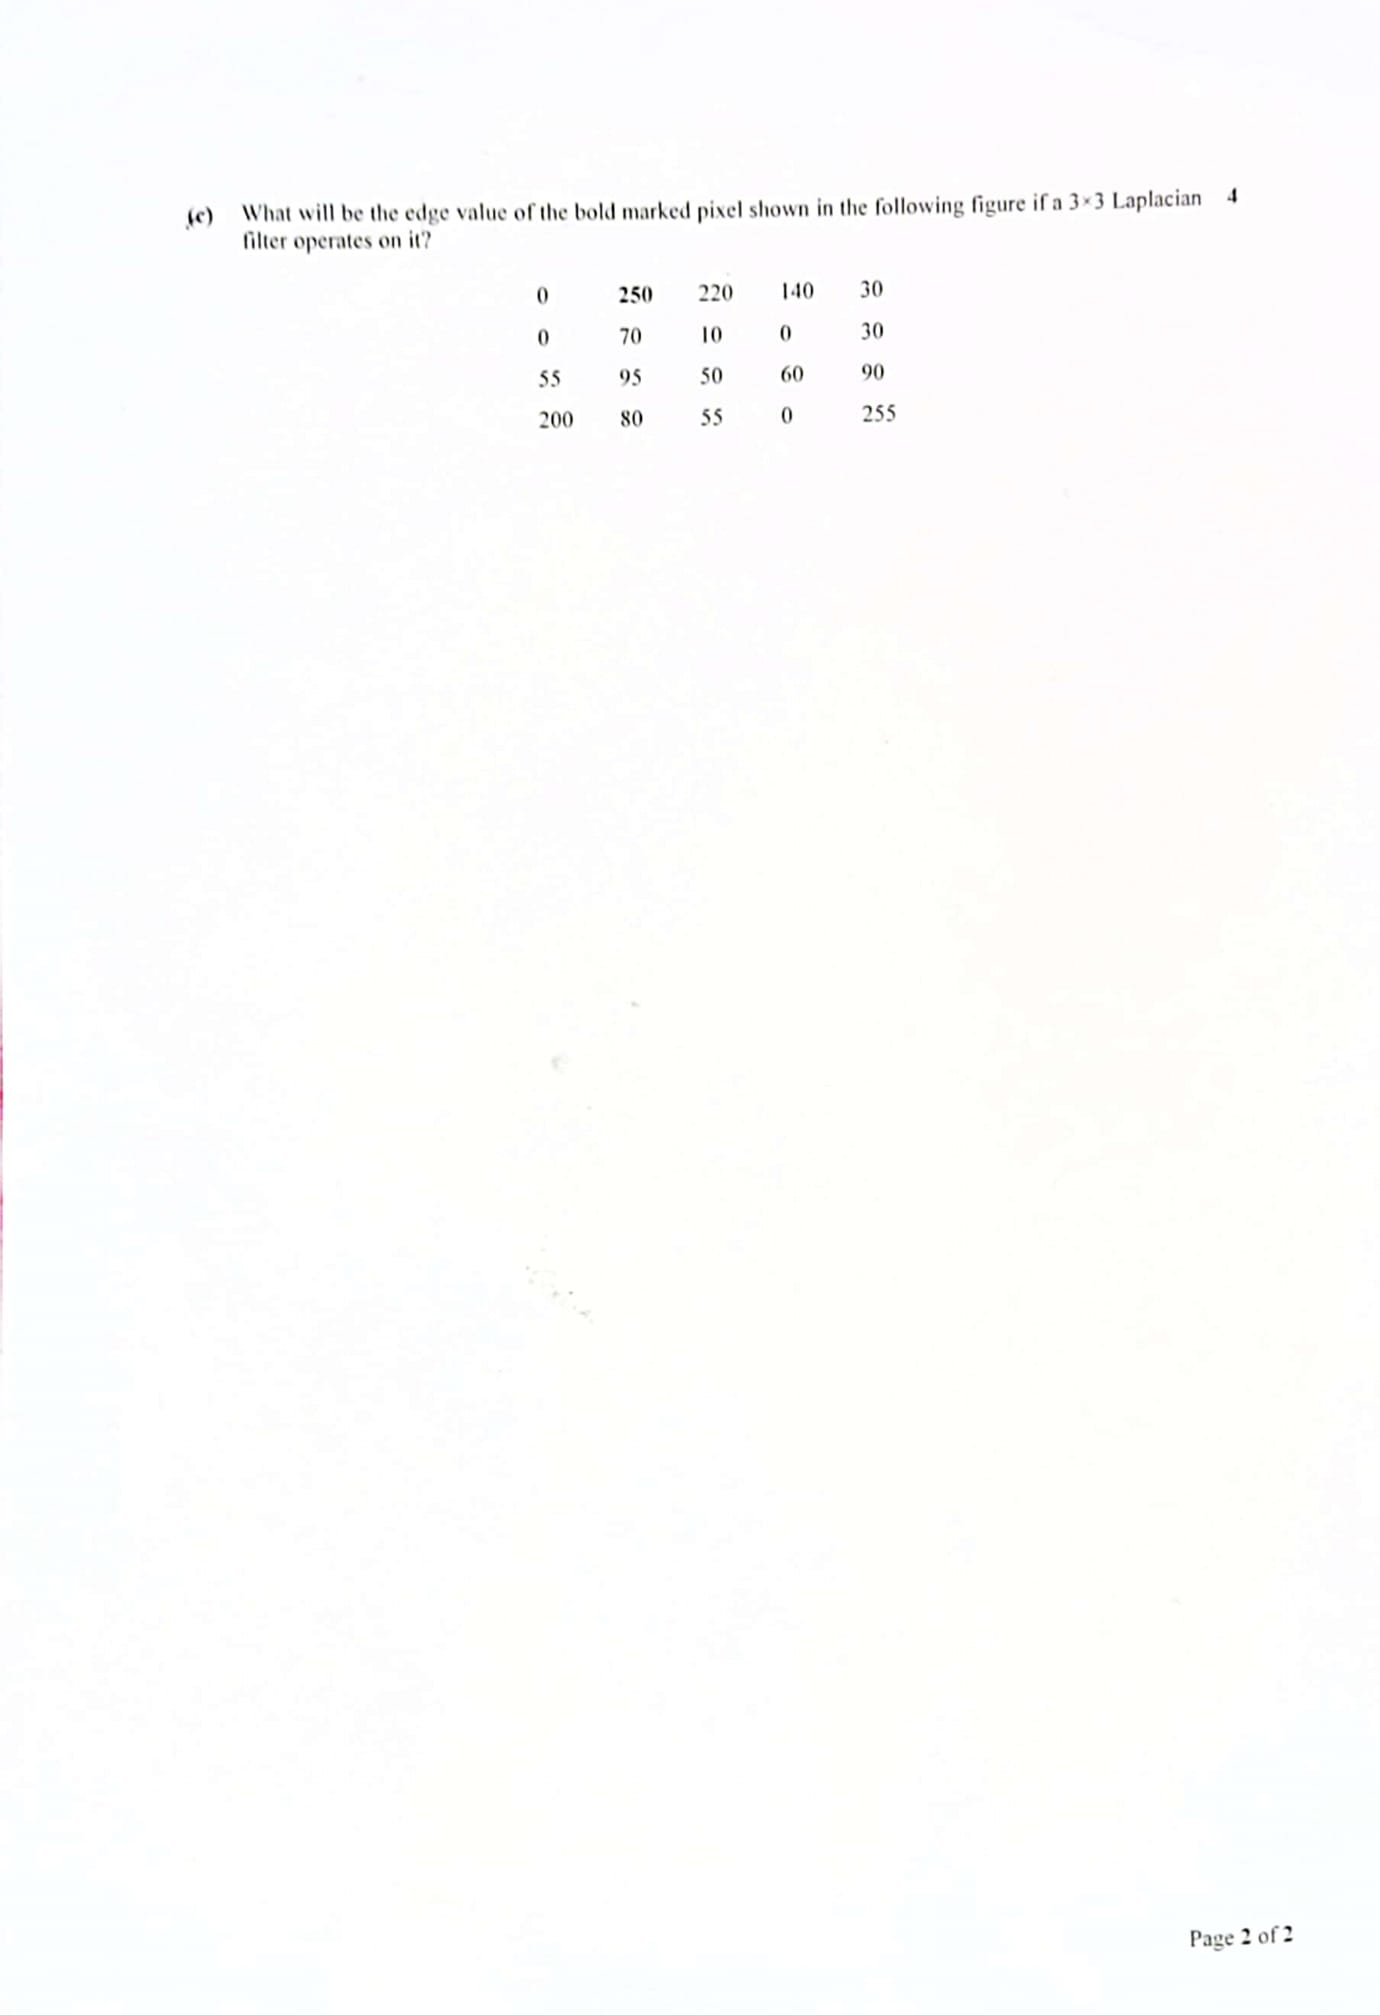 (c) What will be the edge value of the bold marked pixel shown in the following figure if a 3×3 Laplacian 4
filter operates on it?
0 250 220 140 30
0 70 10 0 30
55 95 50 60 90
200 80 55 0 255
Page 2 of 2